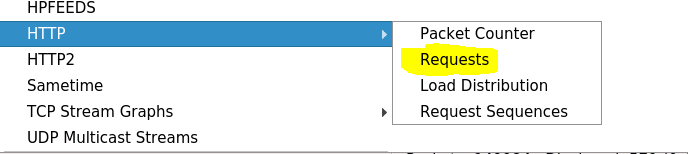 HPFEEDS
HTTP
HTTP2
Sametime
TCP Stream Graphs
UDP Multicast Streams
Packet Counter
Requests
Load Distribution
Request Sequences